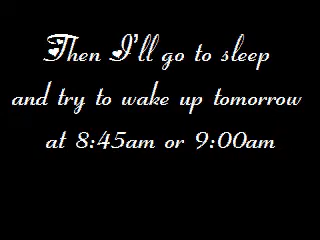 Then I'll go to sleep
and try to wake up tomorrow
at 8:45am or 9:00am